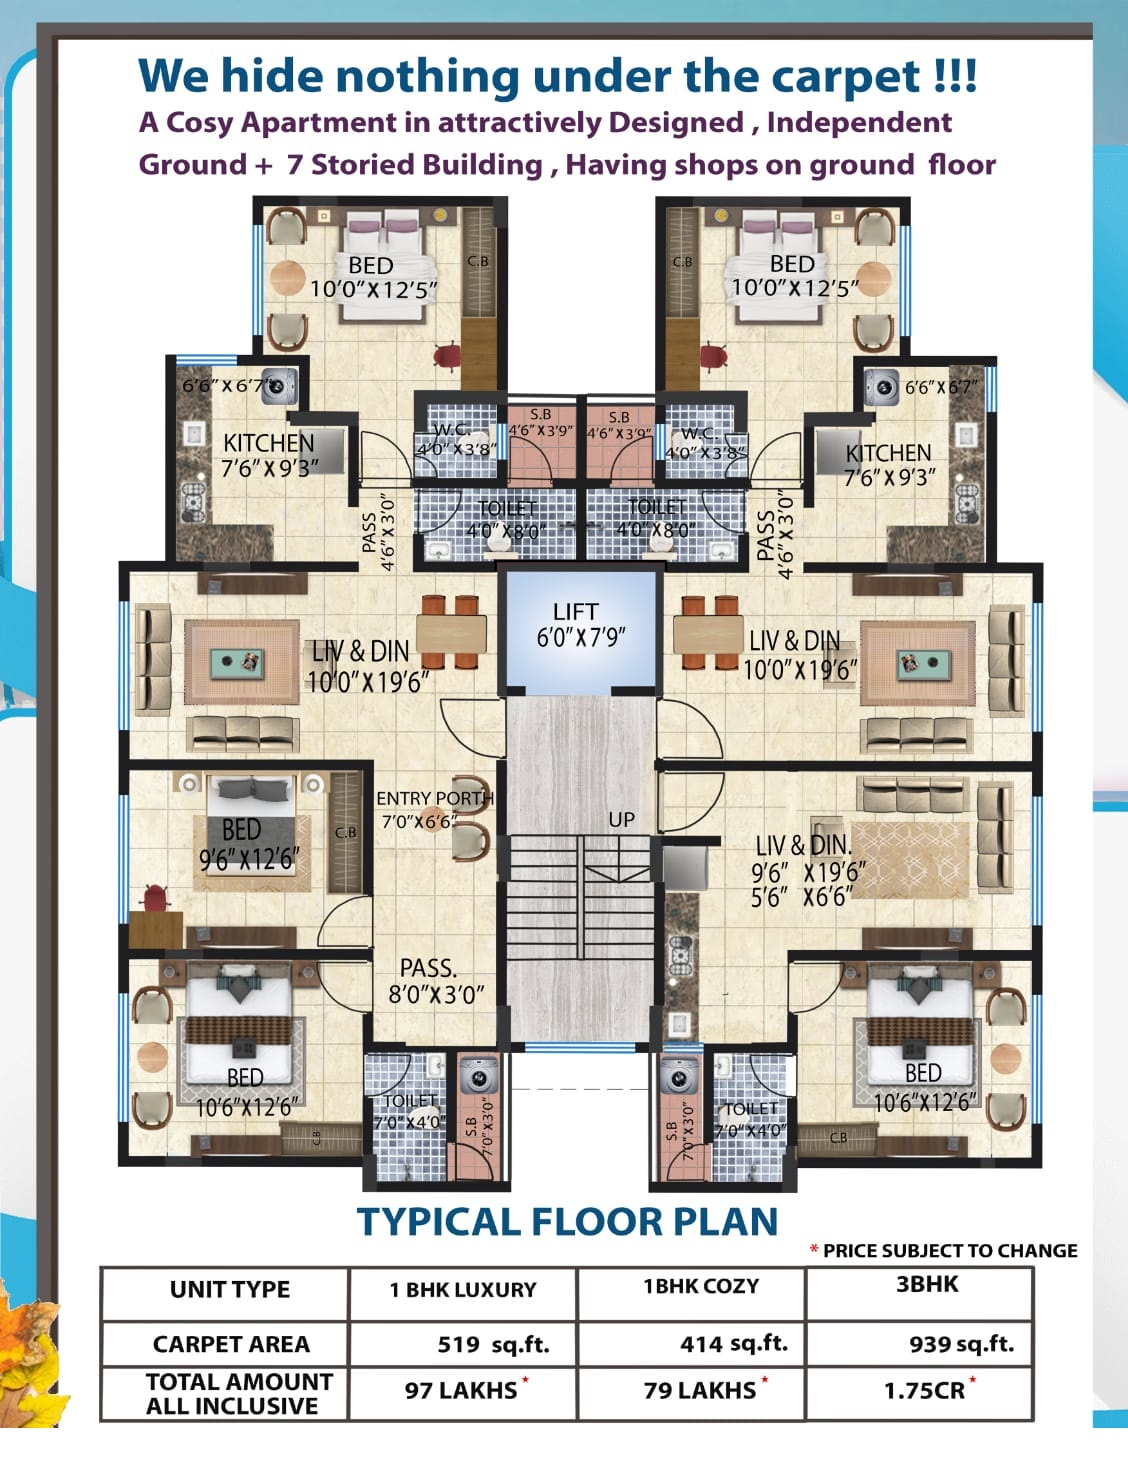 We hide nothing under the carpet !!!
A Cosy Apartment in attractively Designed , Independent
Ground + 7 Storied Building , Having shops on ground floor
BED
10'0"X12'5"
C.B
C.B
BED
10'0"X12'5"
6'6"X6'7"
KITCHEN
7'6"X9'3"
W.C.
4'0"X3'8"
S.B
4'6"X3'9"
S.B
4'6"X3'9"
W.C.
4'0"X3'8"
6'6"X6'7"
KITCHEN
7'6"X9'3"
PASS
4'6"X3'0"
TOILET
4'0"X8'0"
TOILET
4'0"X8'0"
PASS
4'6"X3'0"
LIV & DIN
10'0"X19'6"
LIFT
6'0"X7'9"
LIV & DIN
10'0"X19'6"
BED
9'6"X12'6"
C.B
ENTRY PORTH
7'0"X6'6"
UP
LIV & DIN.
9'6" X19'6"
5'6" X6'6"
PASS.
8'0"X3'0"
BED
10'6"X12'6"
C.B
TOILET
7'0"X4'0"
S.B
7'0"X3'0"
S.B
7'0"X3'0"
TOILET
7'0"X4'0"
BED
10'6"X12'6"
C.B
TYPICAL FLOOR PLAN
* PRICE SUBJECT TO CHANGE
UNIT TYPE 1 BHK LUXURY 1BHK COZY 3BHK
CARPET AREA 519 sq.ft. 414 sq.ft. 939 sq.ft.
TOTAL AMOUNT
ALL INCLUSIVE 97 LAKHS * 79 LAKHS * 1.75CR *